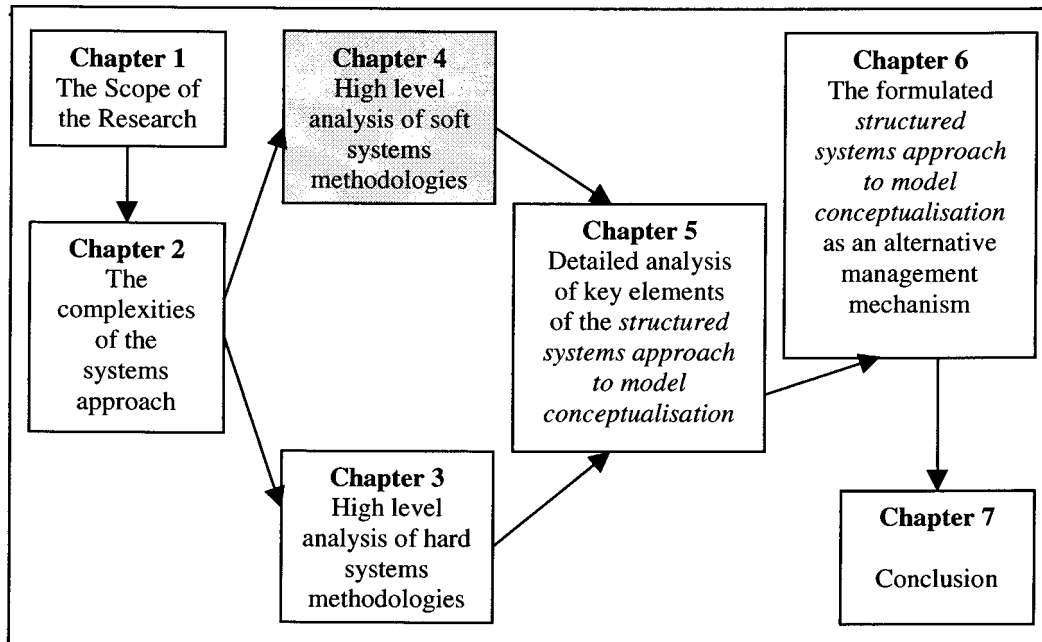 Chapter 1
The Scope of
the Research
Chapter 2
The
complexities
of the
systems
approach
Chapter 4
High level
analysis of soft
systems
methodologies
Chapter 3
High level
analysis of hard
systems
methodologies
Chapter 5
Detailed analysis
of key elements
of the structured
systems approach
to model
conceptualisation
Chapter 6
The formulated
structured
systems approach
to model
conceptualisation
as an alternative
management
mechanism
Chapter 7
Conclusion